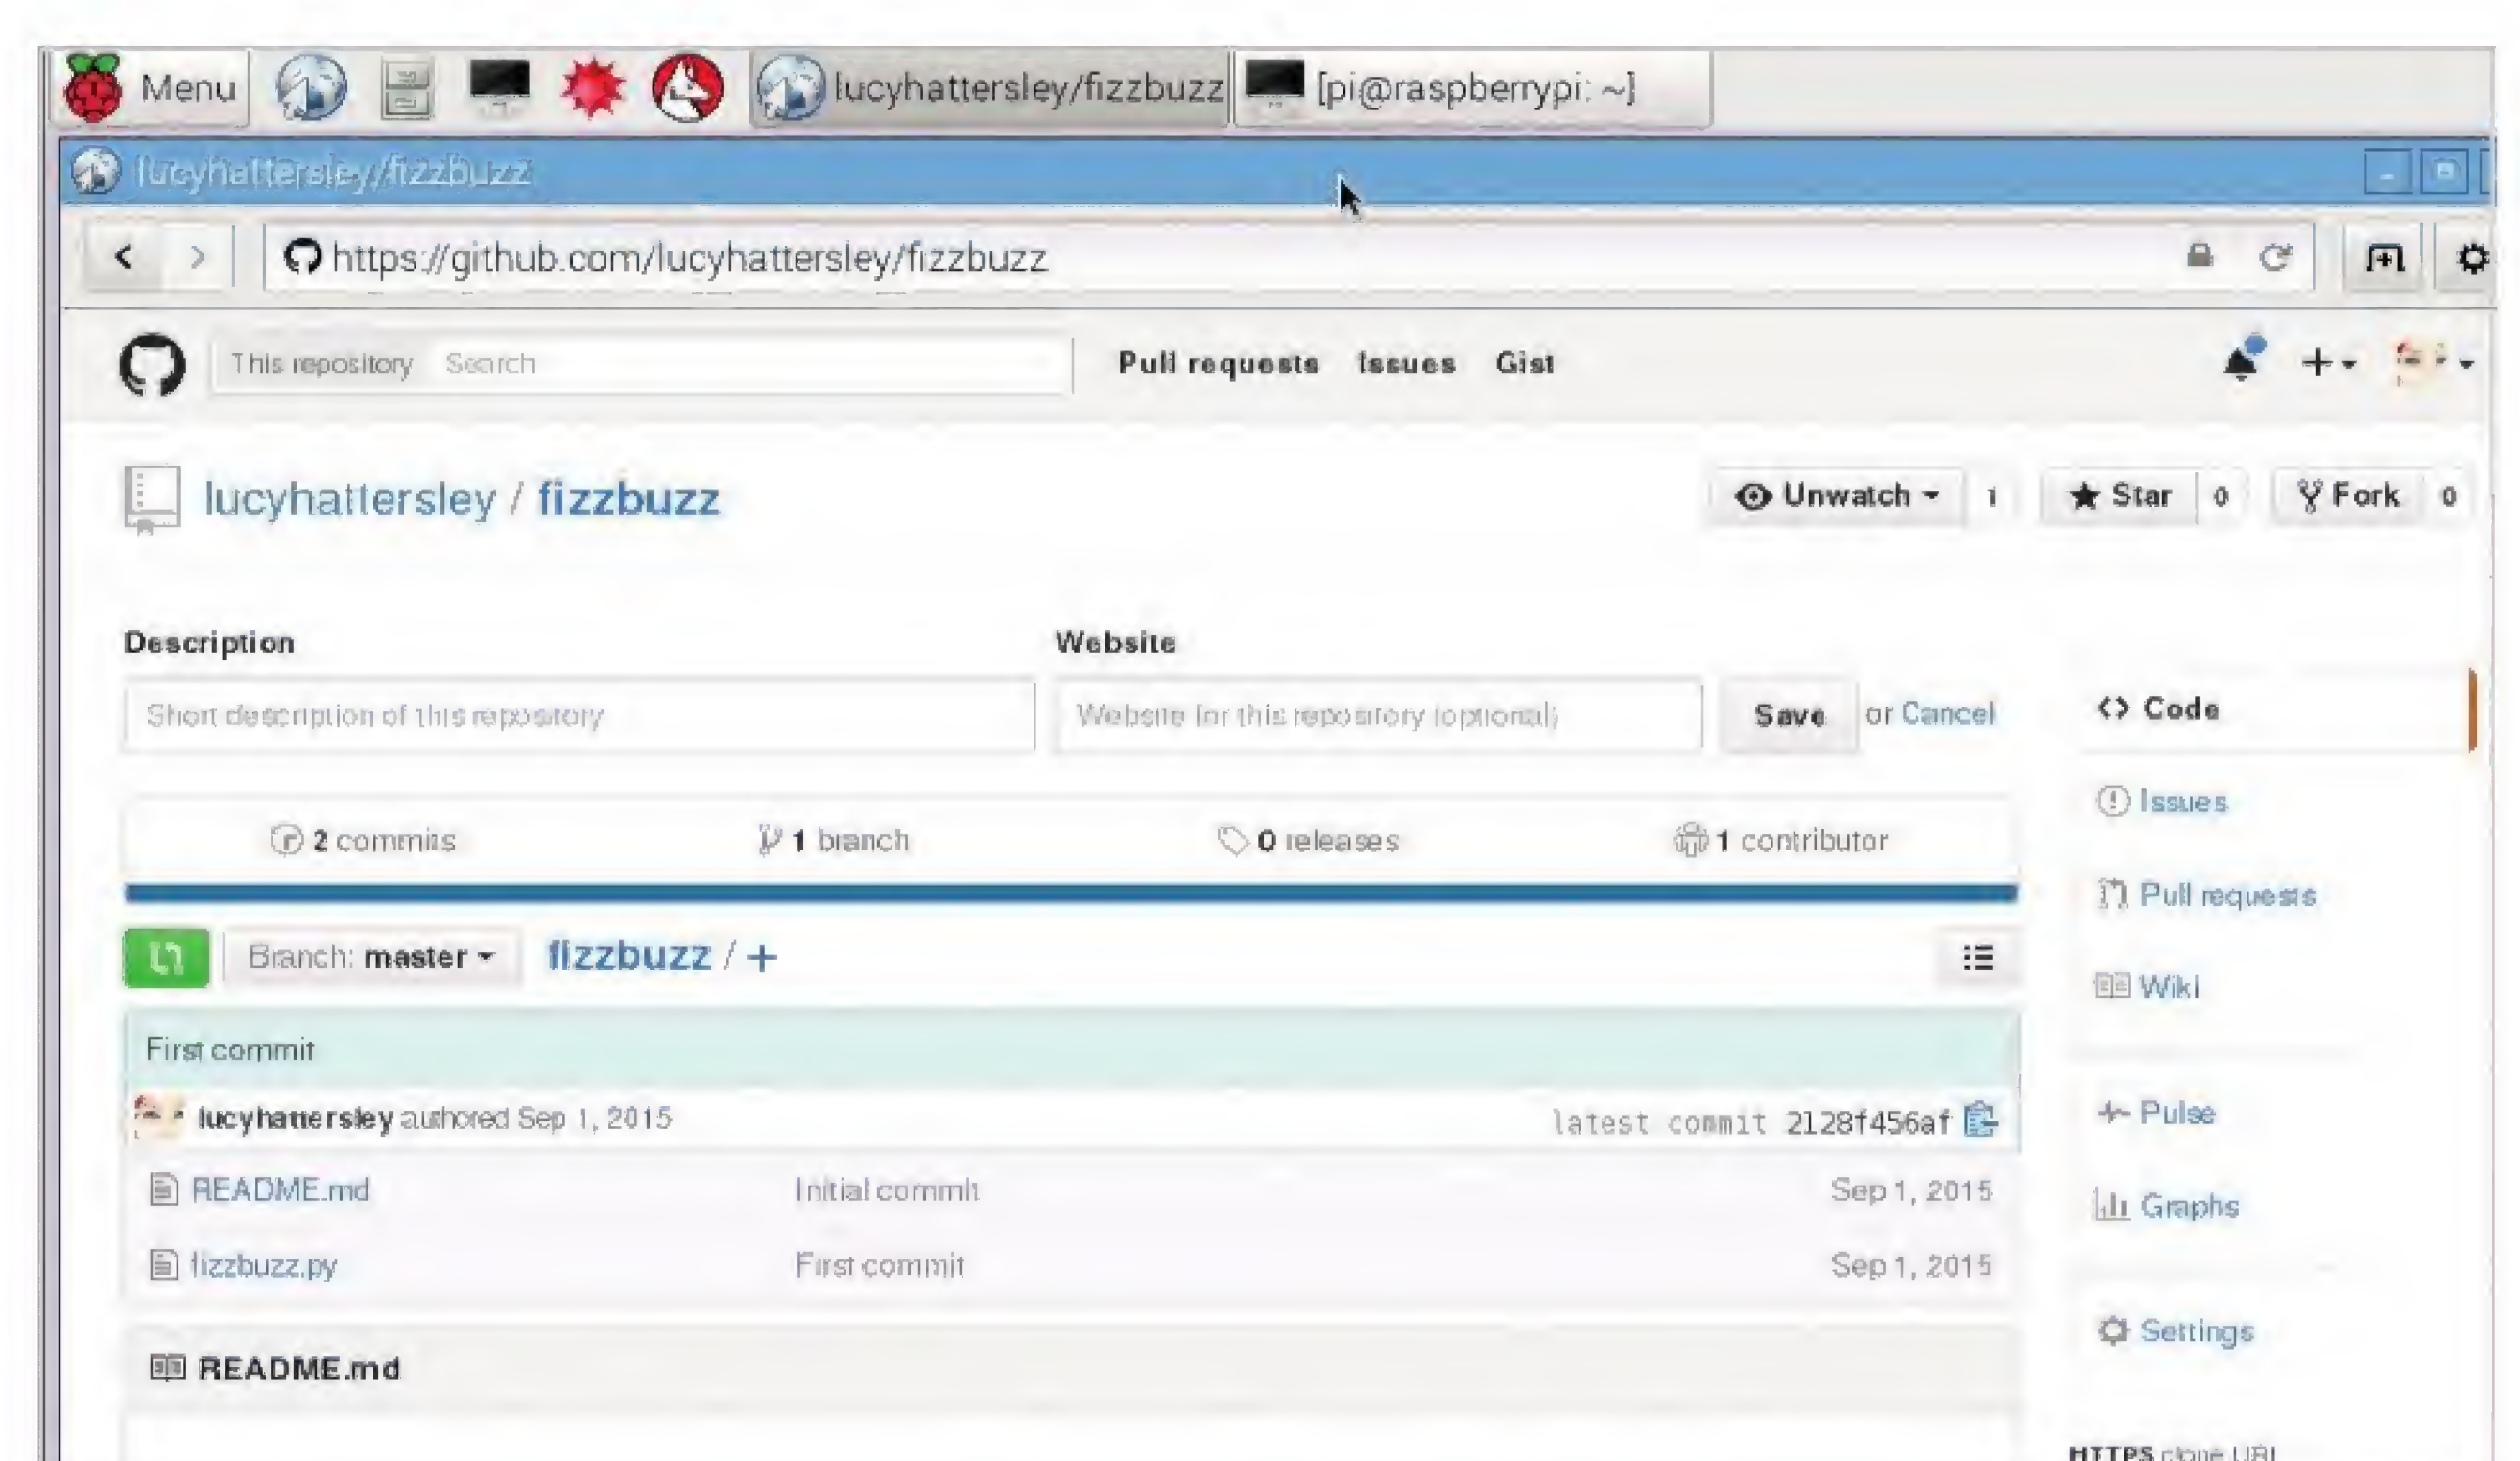 Menu lucyhattersley/fizzbuzz [pi@raspberrypi: ~]
lucyhattersley/fizzbuzz
https://github.com/lucyhattersley/fizzbuzz
This repository Search Pull requests Issues Gist
lucyhattersley / fizzbuzz Unwatch 1 Star 0 Fork 0
Description Website
Short description of this repository Website for this repository (optional) Save or Cancel
<> Code
Issues
2 commits 1 branch 0 releases 1 contributor
Pull requests
Branch: master fizzbuzz / +
Wiki
First commit
lucyhattersley authored Sep 1, 2015 latest commit 2128f456af
Pulse
README.md Initial commit Sep 1, 2015
Graphs
fizzbuzz.py First commit Sep 1, 2015
Settings
README.md
HTTPS clone URL